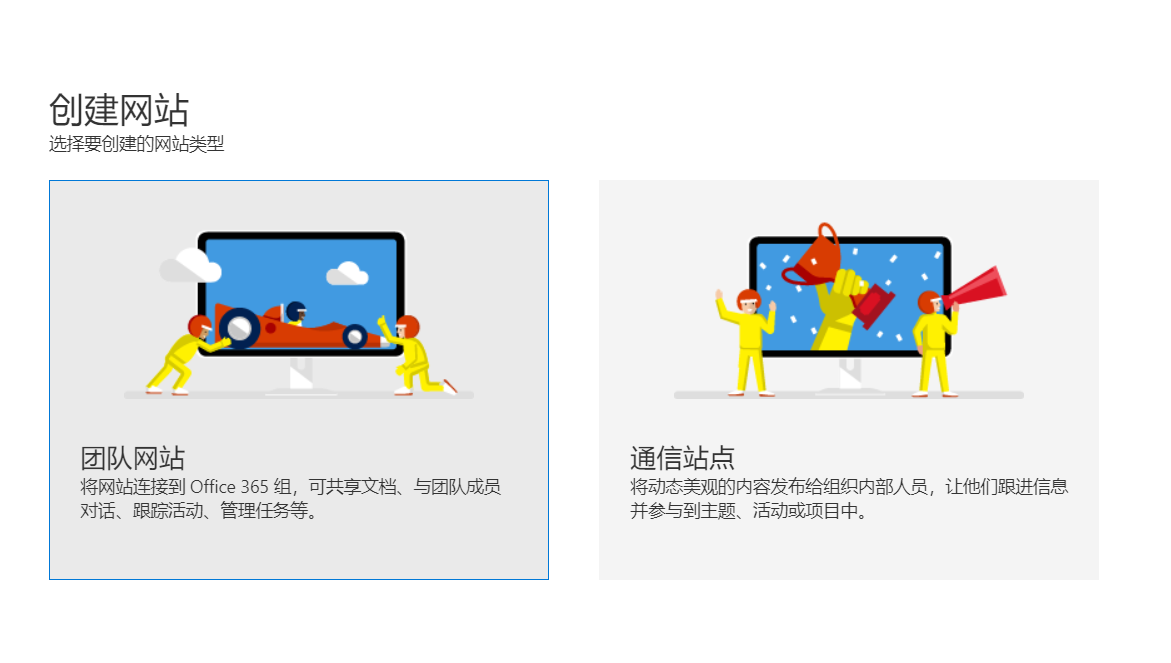 创建网站
选择要创建的网站类型
团队网站
将网站连接到 Office 365 组，可共享文档、与团队成员
对话、跟踪活动、管理任务等。
通信站点
将动态美观的内容发布给组织内部人员，让他们跟进信息
并参与到主题、活动或项目中。